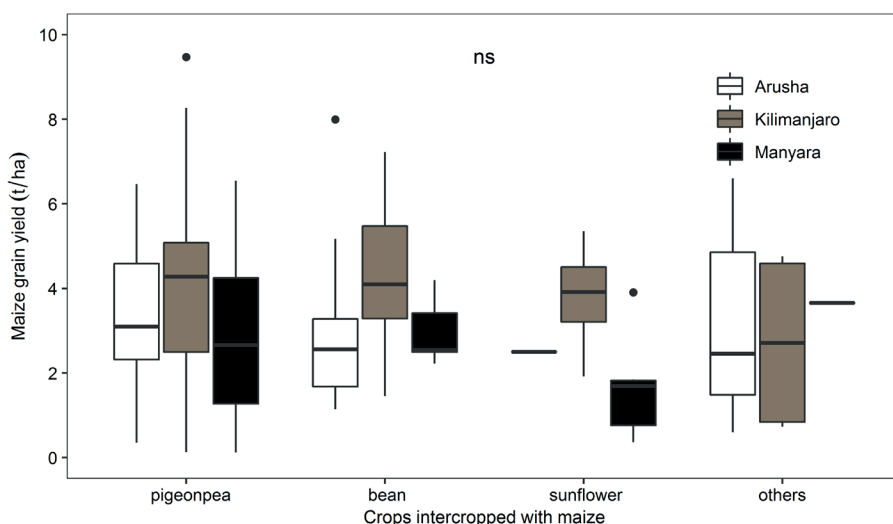 10
8
6
4
2
0
Maize grain yield (t/ha)
ns
Arusha
Kilimanjaro
Manyara
pigeonpea
bean
sunflower
others
Crops intercropped with maize